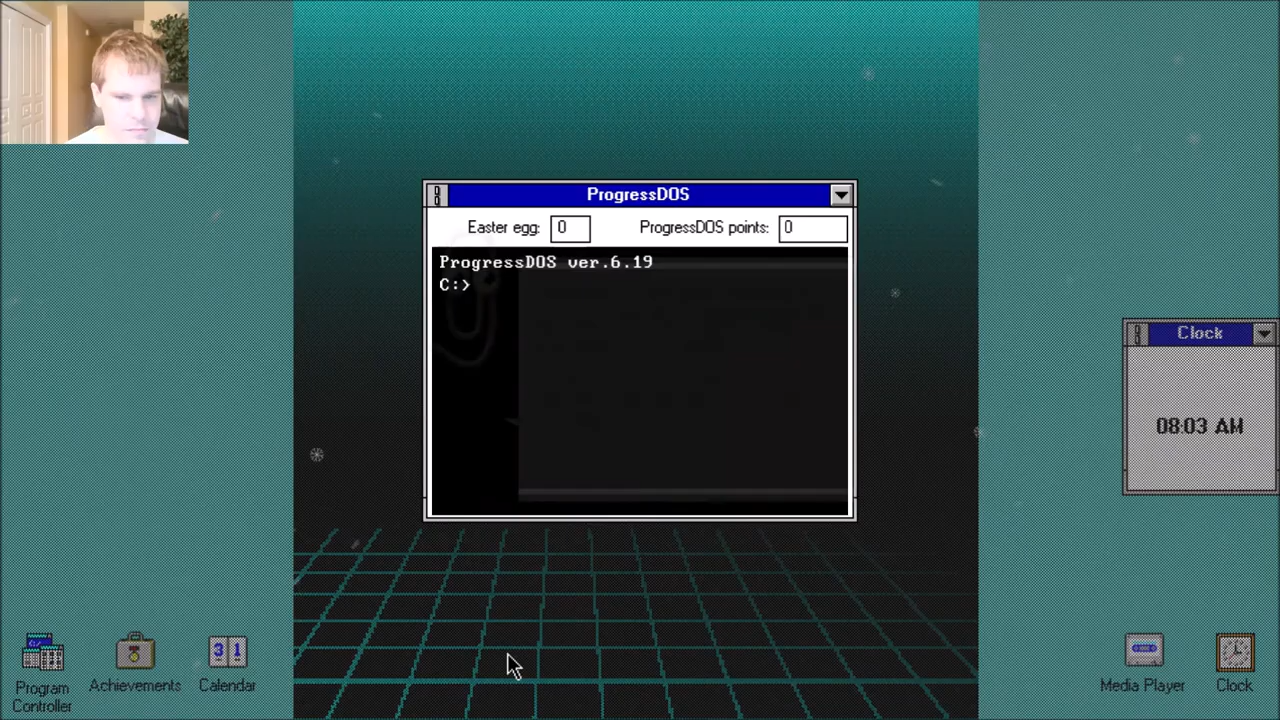 ProgressDOS
Easter egg: 0 ProgressDOS points: 0
ProgressDOS ver.6.19
C:>
Clock
08:03 AM
Program
Controller
Achievements
31
Calendar
Media Player
Clock